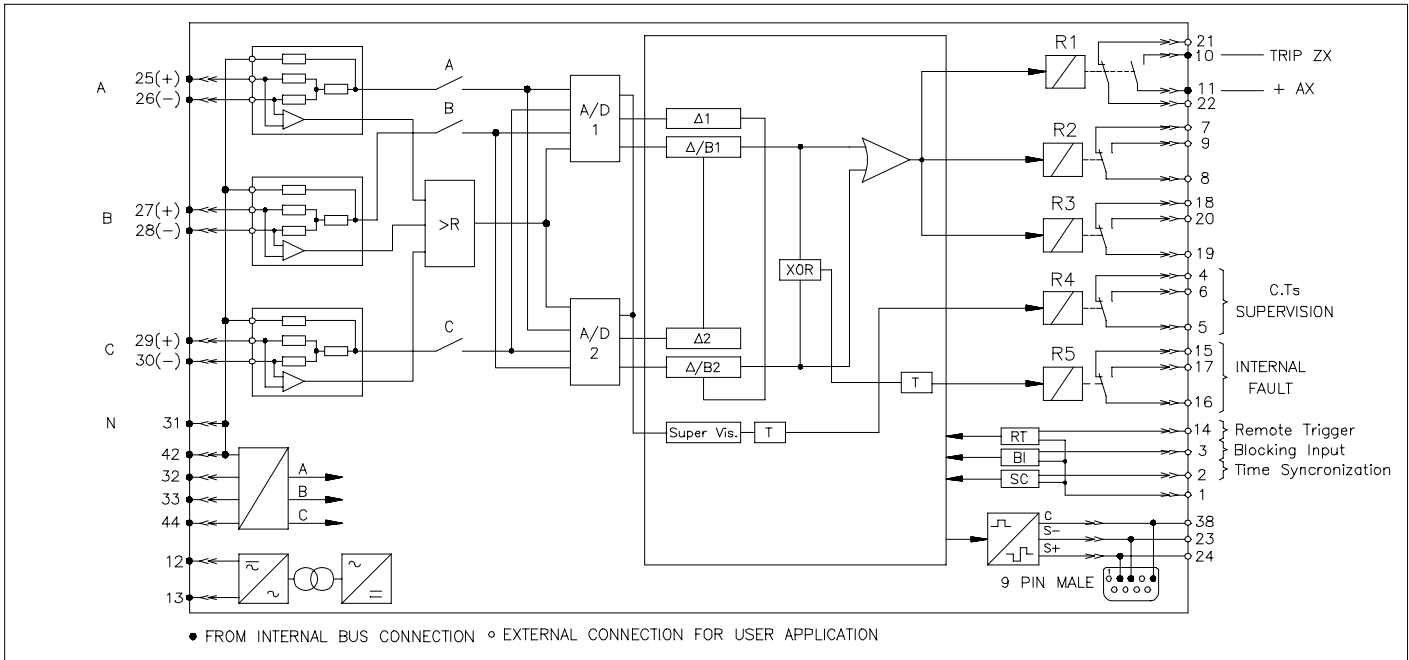 A
25(+)
26(−)
B
27(+)
28(−)
C
29(+)
30(−)
N
31
42
32
33
44
12
13
A
B
C
A
B
C
>R
A/D
1
A/D
2
Δ1
Δ/B1
Δ2
Δ/B2
XOR
T
Super Vis.
T
R1
R2
R3
R4
R5
RT
BI
SC
C
S−
S+
9 PIN MALE
1
21
10 TRIP ZX
11 + AX
22
7
9
8
18
20
19
4
6
5
C.Ts
SUPERVISION
15
17
16
INTERNAL
FAULT
14 Remote Trigger
3 Blocking Input
2 Time Syncronization
1
38
23
24
● FROM INTERNAL BUS CONNECTION ○ EXTERNAL CONNECTION FOR USER APPLICATION